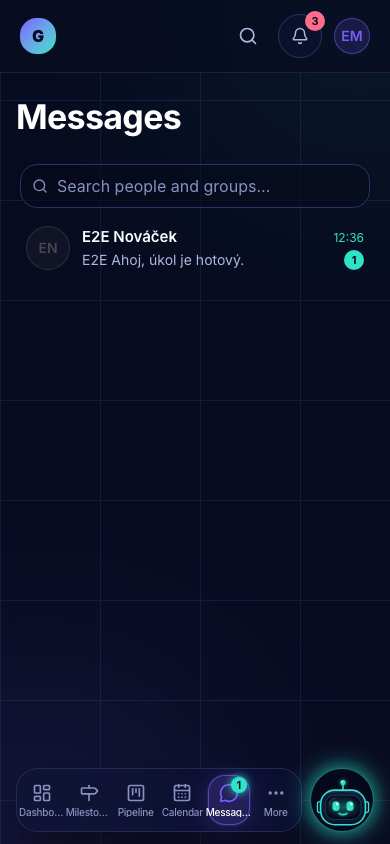 G
3
EM
Messages
Search people and groups...
EN
E2E Nováček
12:36
E2E Ahoj, úkol je hotový.
1
1
Dashbo...
Milesto...
Pipeline
Calendar
Messag...
More